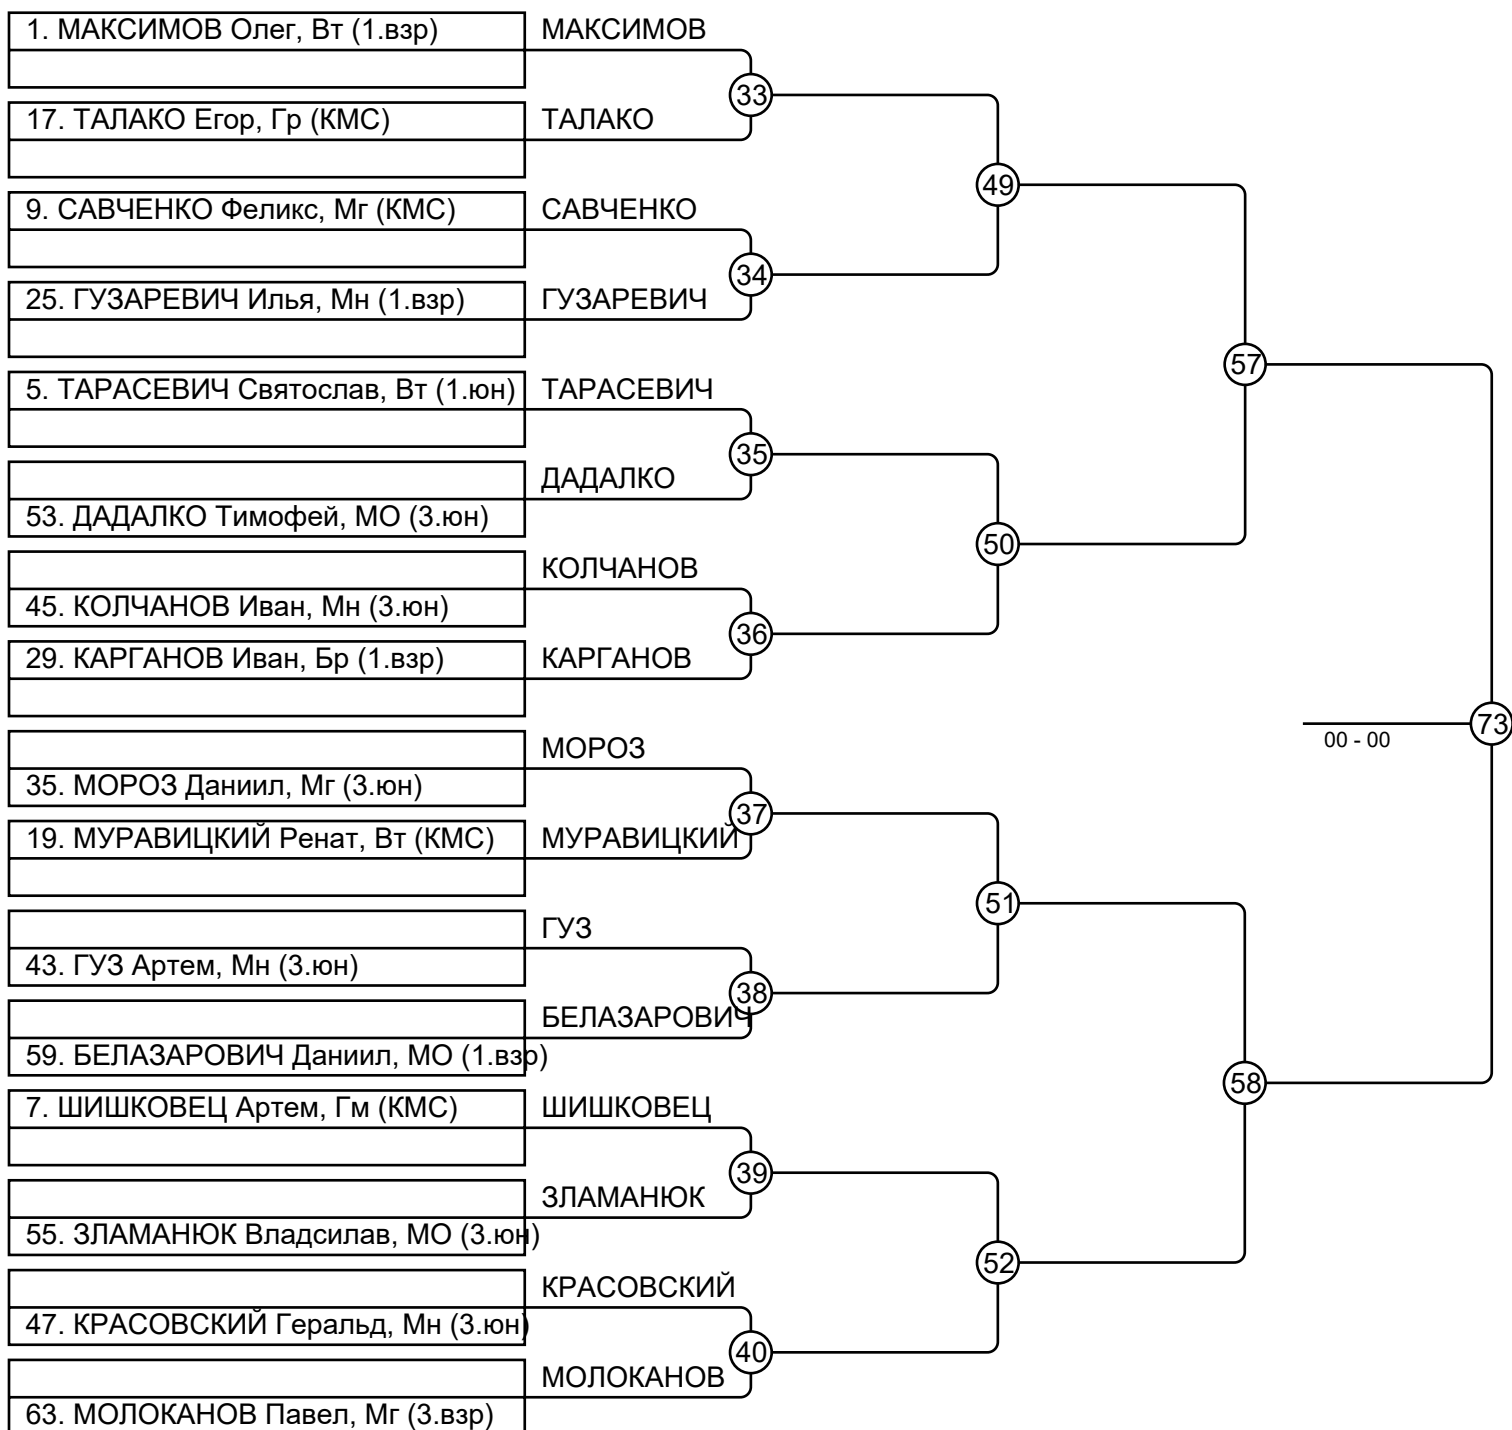 1. МАКСИМОВ Олег, Вт (1.взр)
МАКСИМОВ
33
17. ТАЛАКО Егор, Гр (КМС)
ТАЛАКО
49
9. САВЧЕНКО Феликс, Мг (КМС)
САВЧЕНКО
34
25. ГУЗАРЕВИЧ Илья, Мн (1.взр)
ГУЗАРЕВИЧ
57
5. ТАРАСЕВИЧ Святослав, Вт (1.юн)
ТАРАСЕВИЧ
35
ДАДАЛКО
53. ДАДАЛКО Тимофей, МО (3.юн)
50
КОЛЧАНОВ
45. КОЛЧАНОВ Иван, Мн (3.юн)
36
29. КАРГАНОВ Иван, Бр (1.взр)
КАРГАНОВ
73
00 - 00
МОРОЗ
35. МОРОЗ Даниил, Мг (3.юн)
37
19. МУРАВИЦКИЙ Ренат, Вт (КМС)
МУРАВИЦКИЙ
51
ГУЗ
43. ГУЗ Артем, Мн (3.юн)
38
БЕЛАЗАРОВИЧ
59. БЕЛАЗАРОВИЧ Даниил, МО (1.взр)
58
7. ШИШКОВЕЦ Артем, Гм (КМС)
ШИШКОВЕЦ
39
ЗЛАМАНЮК
55. ЗЛАМАНЮК Владсилав, МО (3.юн)
52
КРАСОВСКИЙ
47. КРАСОВСКИЙ Геральд, Мн (3.юн)
40
МОЛОКАНОВ
63. МОЛОКАНОВ Павел, Мг (3.взр)